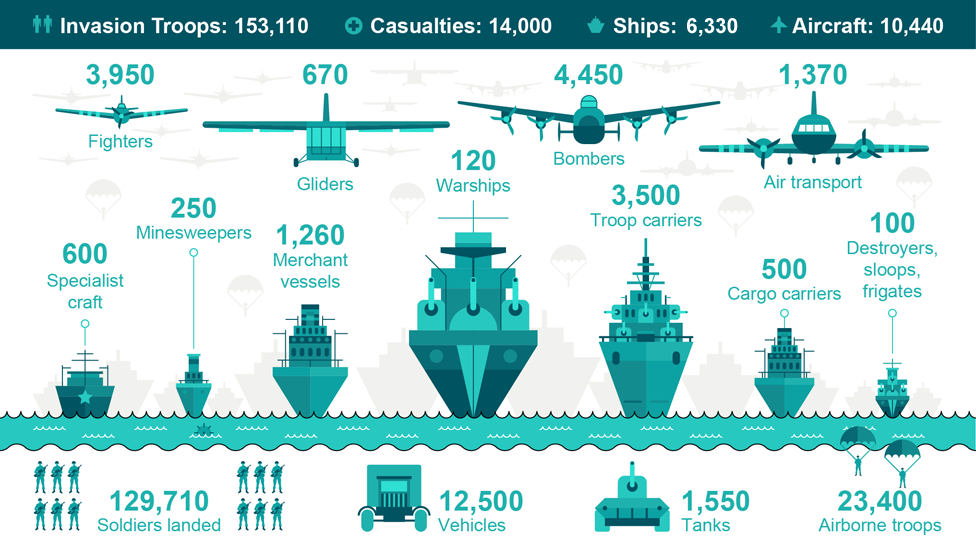 Invasion Troops: 153,110 Casualties: 14,000 Ships: 6,330 Aircraft: 10,440
3,950
Fighters
670
Gliders
4,450
Bombers
1,370
Air transport
600
Specialist
craft
250
Minesweepers
1,260
Merchant
vessels
120
Warships
3,500
Troop carriers
500
Cargo carriers
100
Destroyers,
sloops,
frigates
129,710
Soldiers landed
12,500
Vehicles
1,550
Tanks
23,400
Airborne troops